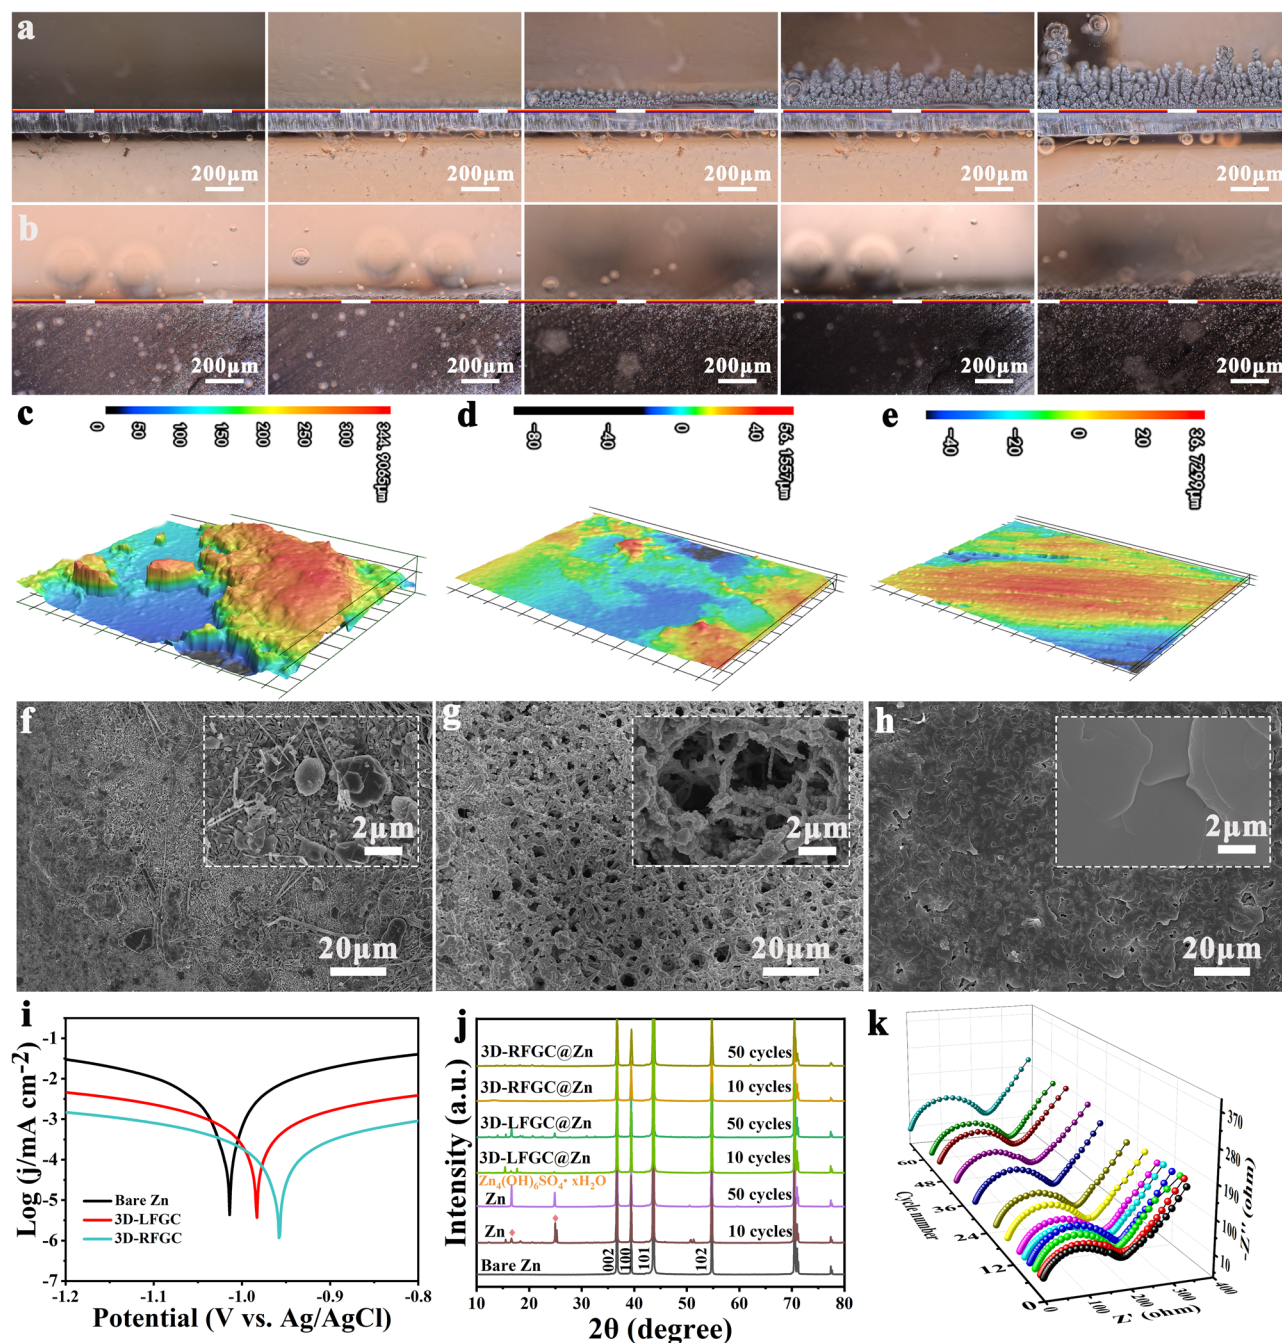 a
200μm 200μm 200μm 200μm 200μm
b
200μm 200μm 200μm 200μm 200μm
c
0 50 100 150 200 250 300 344.9065μm
d
-80 -40 0 40 56.1557μm
e
-40 -20 0 20 36.7299μm
f
2μm
20μm
g
2μm
20μm
h
2μm
20μm
i
Log (j/mA cm-2)
-1
-2
-3
-4
-5
-6
-7
Bare Zn
3D-LFGC
3D-RFGC
-1.2 -1.1 -1.0 -0.9 -0.8
Potential (V vs. Ag/AgCl)
j
Intensity (a.u.)
3D-RFGC@Zn 50 cycles
3D-RFGC@Zn 10 cycles
3D-LFGC@Zn 50 cycles
3D-LFGC@Zn 10 cycles
Zn4(OH)6SO4• xH2O
Zn 50 cycles
Zn 10 cycles
Bare Zn
002 100 101 102
10 20 30 40 50 60 70 80
2θ (degree)
k
Cycle number
60
48
36
24
12
0
0 100 200 300 400
Z' (ohm)
370
280
190
100
10
-Z'' (ohm)